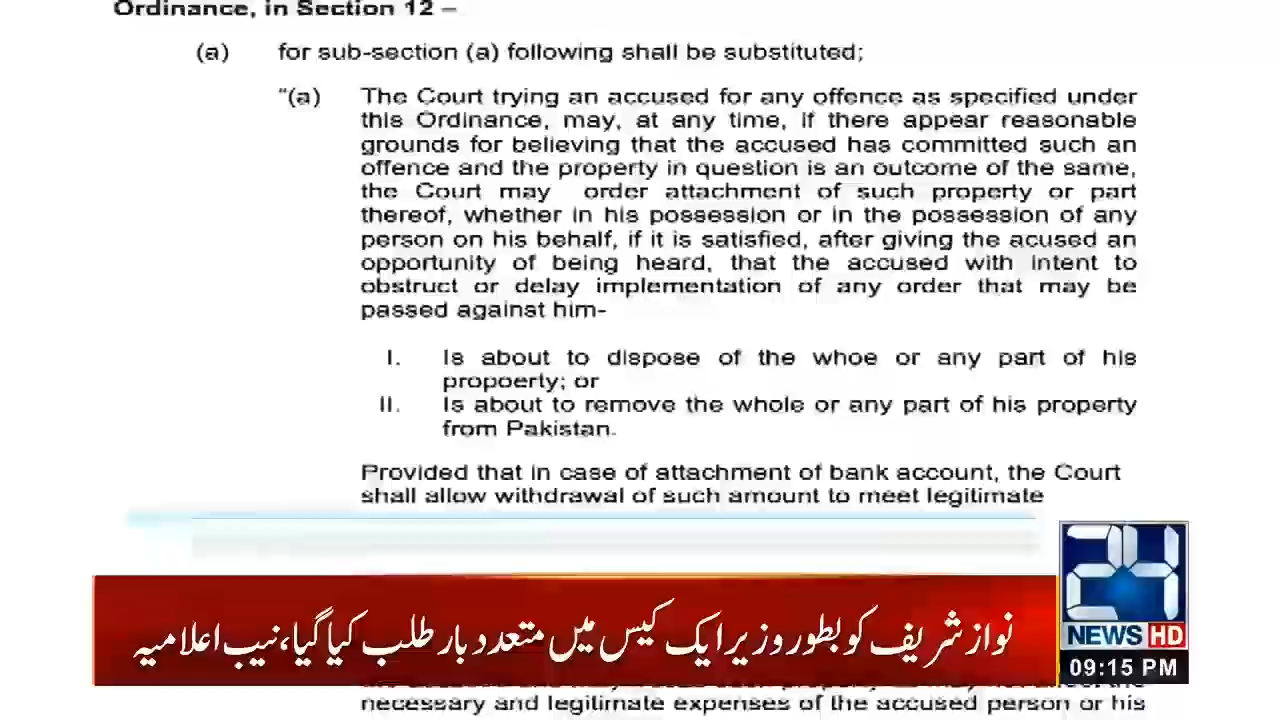 Ordinance, in Section 12 –
(a) for sub-section (a) following shall be substituted;
"(a) The Court trying an accused for any offence as specified under
this Ordinance, may, at any time, if there appear reasonable
grounds for believing that the accused has committed such an
offence and the property in question is an outcome of the same,
the Court may order attachment of such property or part
thereof, whether in his possession or in the possession of any
person on his behalf, if it is satisfied, after giving the acused an
opportunity of being heard, that the accused with intent to
obstruct or delay implementation of any order that may be
passed against him-
I. Is about to dispose of the whoe or any part of his
propoerty; or
II. Is about to remove the whole or any part of his property
from Pakistan.
Provided that in case of attachment of bank account, the Court
shall allow withdrawal of such amount to meet legitimate
نواز شریف کو بطور وزیر ایک کیس میں متعدد بار طلب کیا گیا، نیب اعلامیہ
24
NEWS HD
09:15 PM
necessary and legitimate expenses of the accused person or his